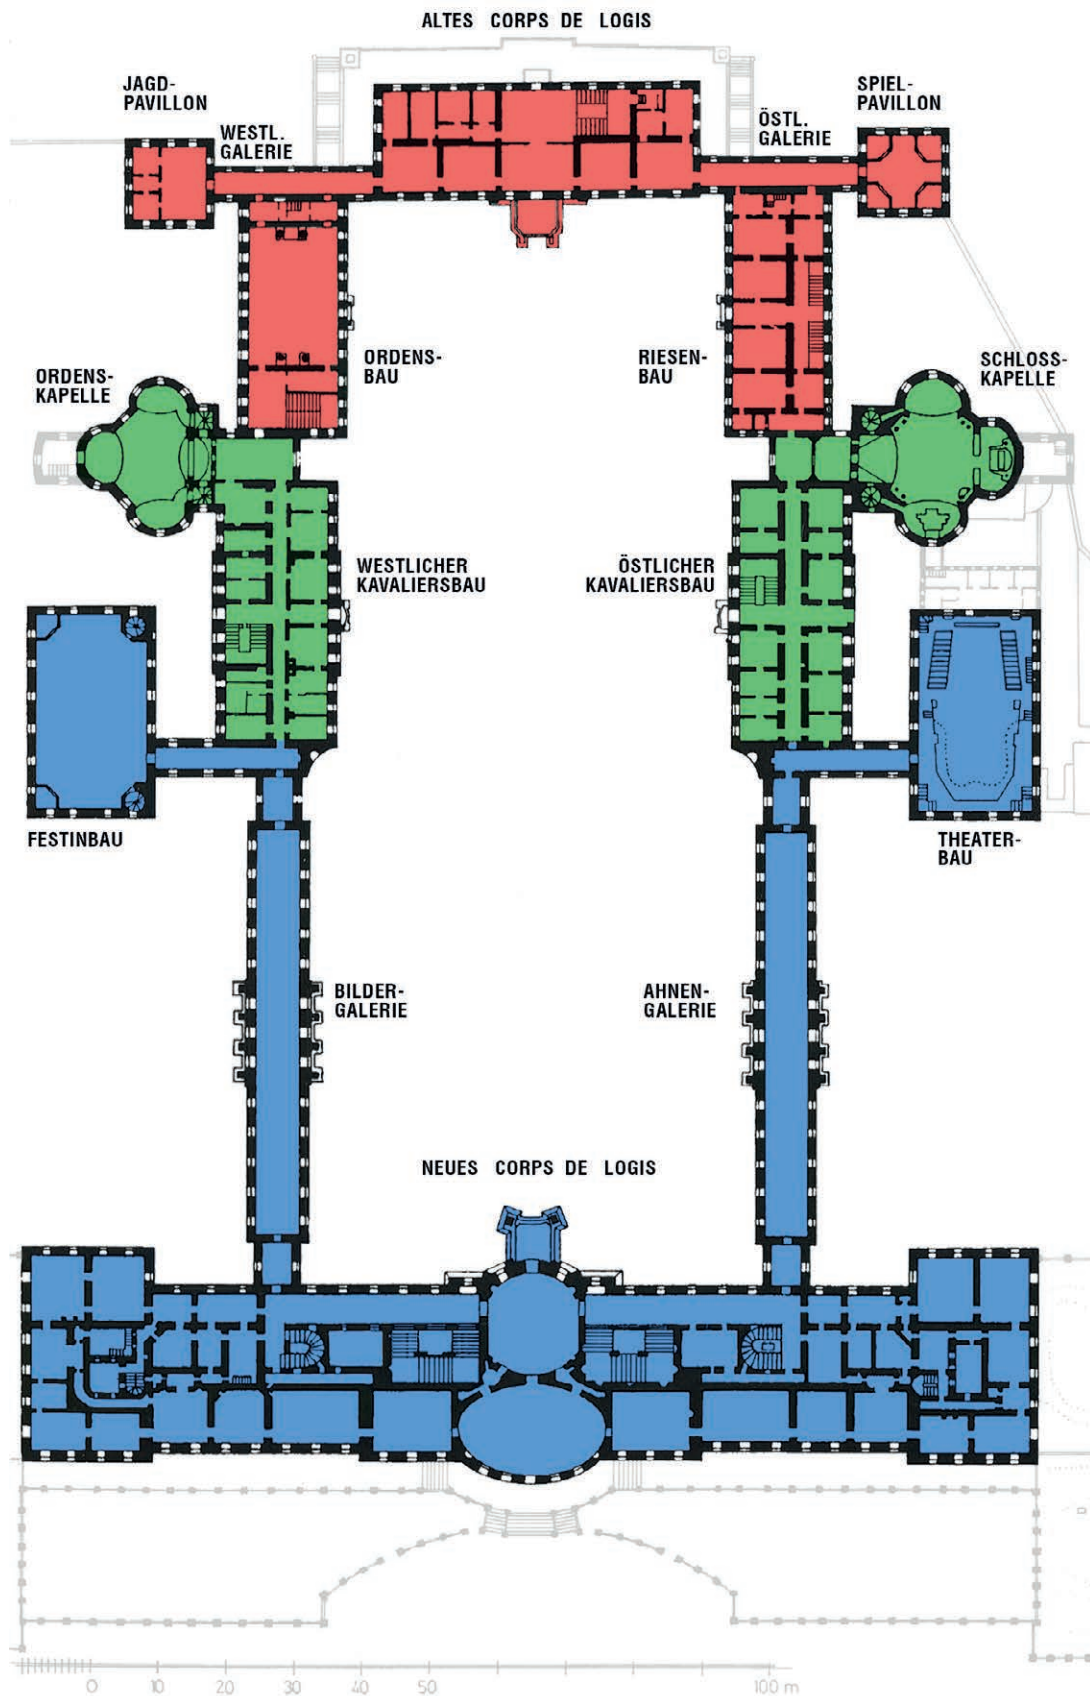 ALTES CORPS DE LOGIS
JAGD-
PAVILLON
WESTL.
GALERIE
ÖSTL.
GALERIE
SPIEL-
PAVILLON
ORDENS-
KAPELLE
ORDENS-
BAU
RIESEN-
BAU
SCHLOSS-
KAPELLE
WESTLICHER
KAVALIERSBAU
ÖSTLICHER
KAVALIERSBAU
FESTINBAU
THEATER-
BAU
BILDER-
GALERIE
AHNEN-
GALERIE
NEUES CORPS DE LOGIS
0 10 20 30 40 50 100 m